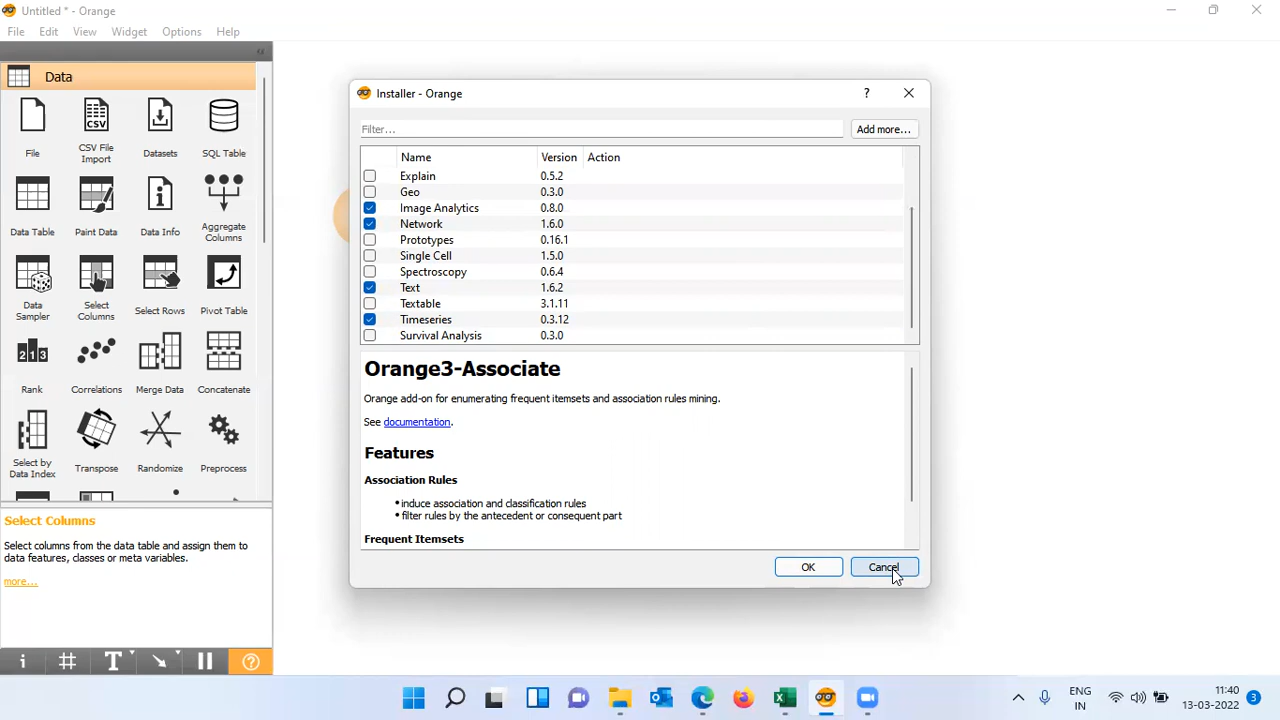 Untitled * - Orange
File Edit View Widget Options Help
Data
File
CSV File Import
Datasets
SQL Table
Data Table
Paint Data
Data Info
Aggregate Columns
Data Sampler
Select Columns
Select Rows
Pivot Table
Rank
Correlations
Merge Data
Concatenate
Select by Data Index
Transpose
Randomize
Preprocess
Select Columns
Select columns from the data table and assign them to
data features, classes or meta variables.
more...
Installer - Orange
Filter...
Add more...
Name Version Action
Explain 0.5.2
Geo 0.3.0
Image Analytics 0.8.0
Network 1.6.0
Prototypes 0.16.1
Single Cell 1.5.0
Spectroscopy 0.6.4
Text 1.6.2
Textable 3.1.11
Timeseries 0.3.12
Survival Analysis 0.3.0
Orange3-Associate
Orange add-on for enumerating frequent itemsets and association rules mining.
See documentation.
Features
Association Rules
• induce association and classification rules
• filter rules by the antecedent or consequent part
Frequent Itemsets
OK Cancel
ENG
IN
11:40
13-03-2022
3